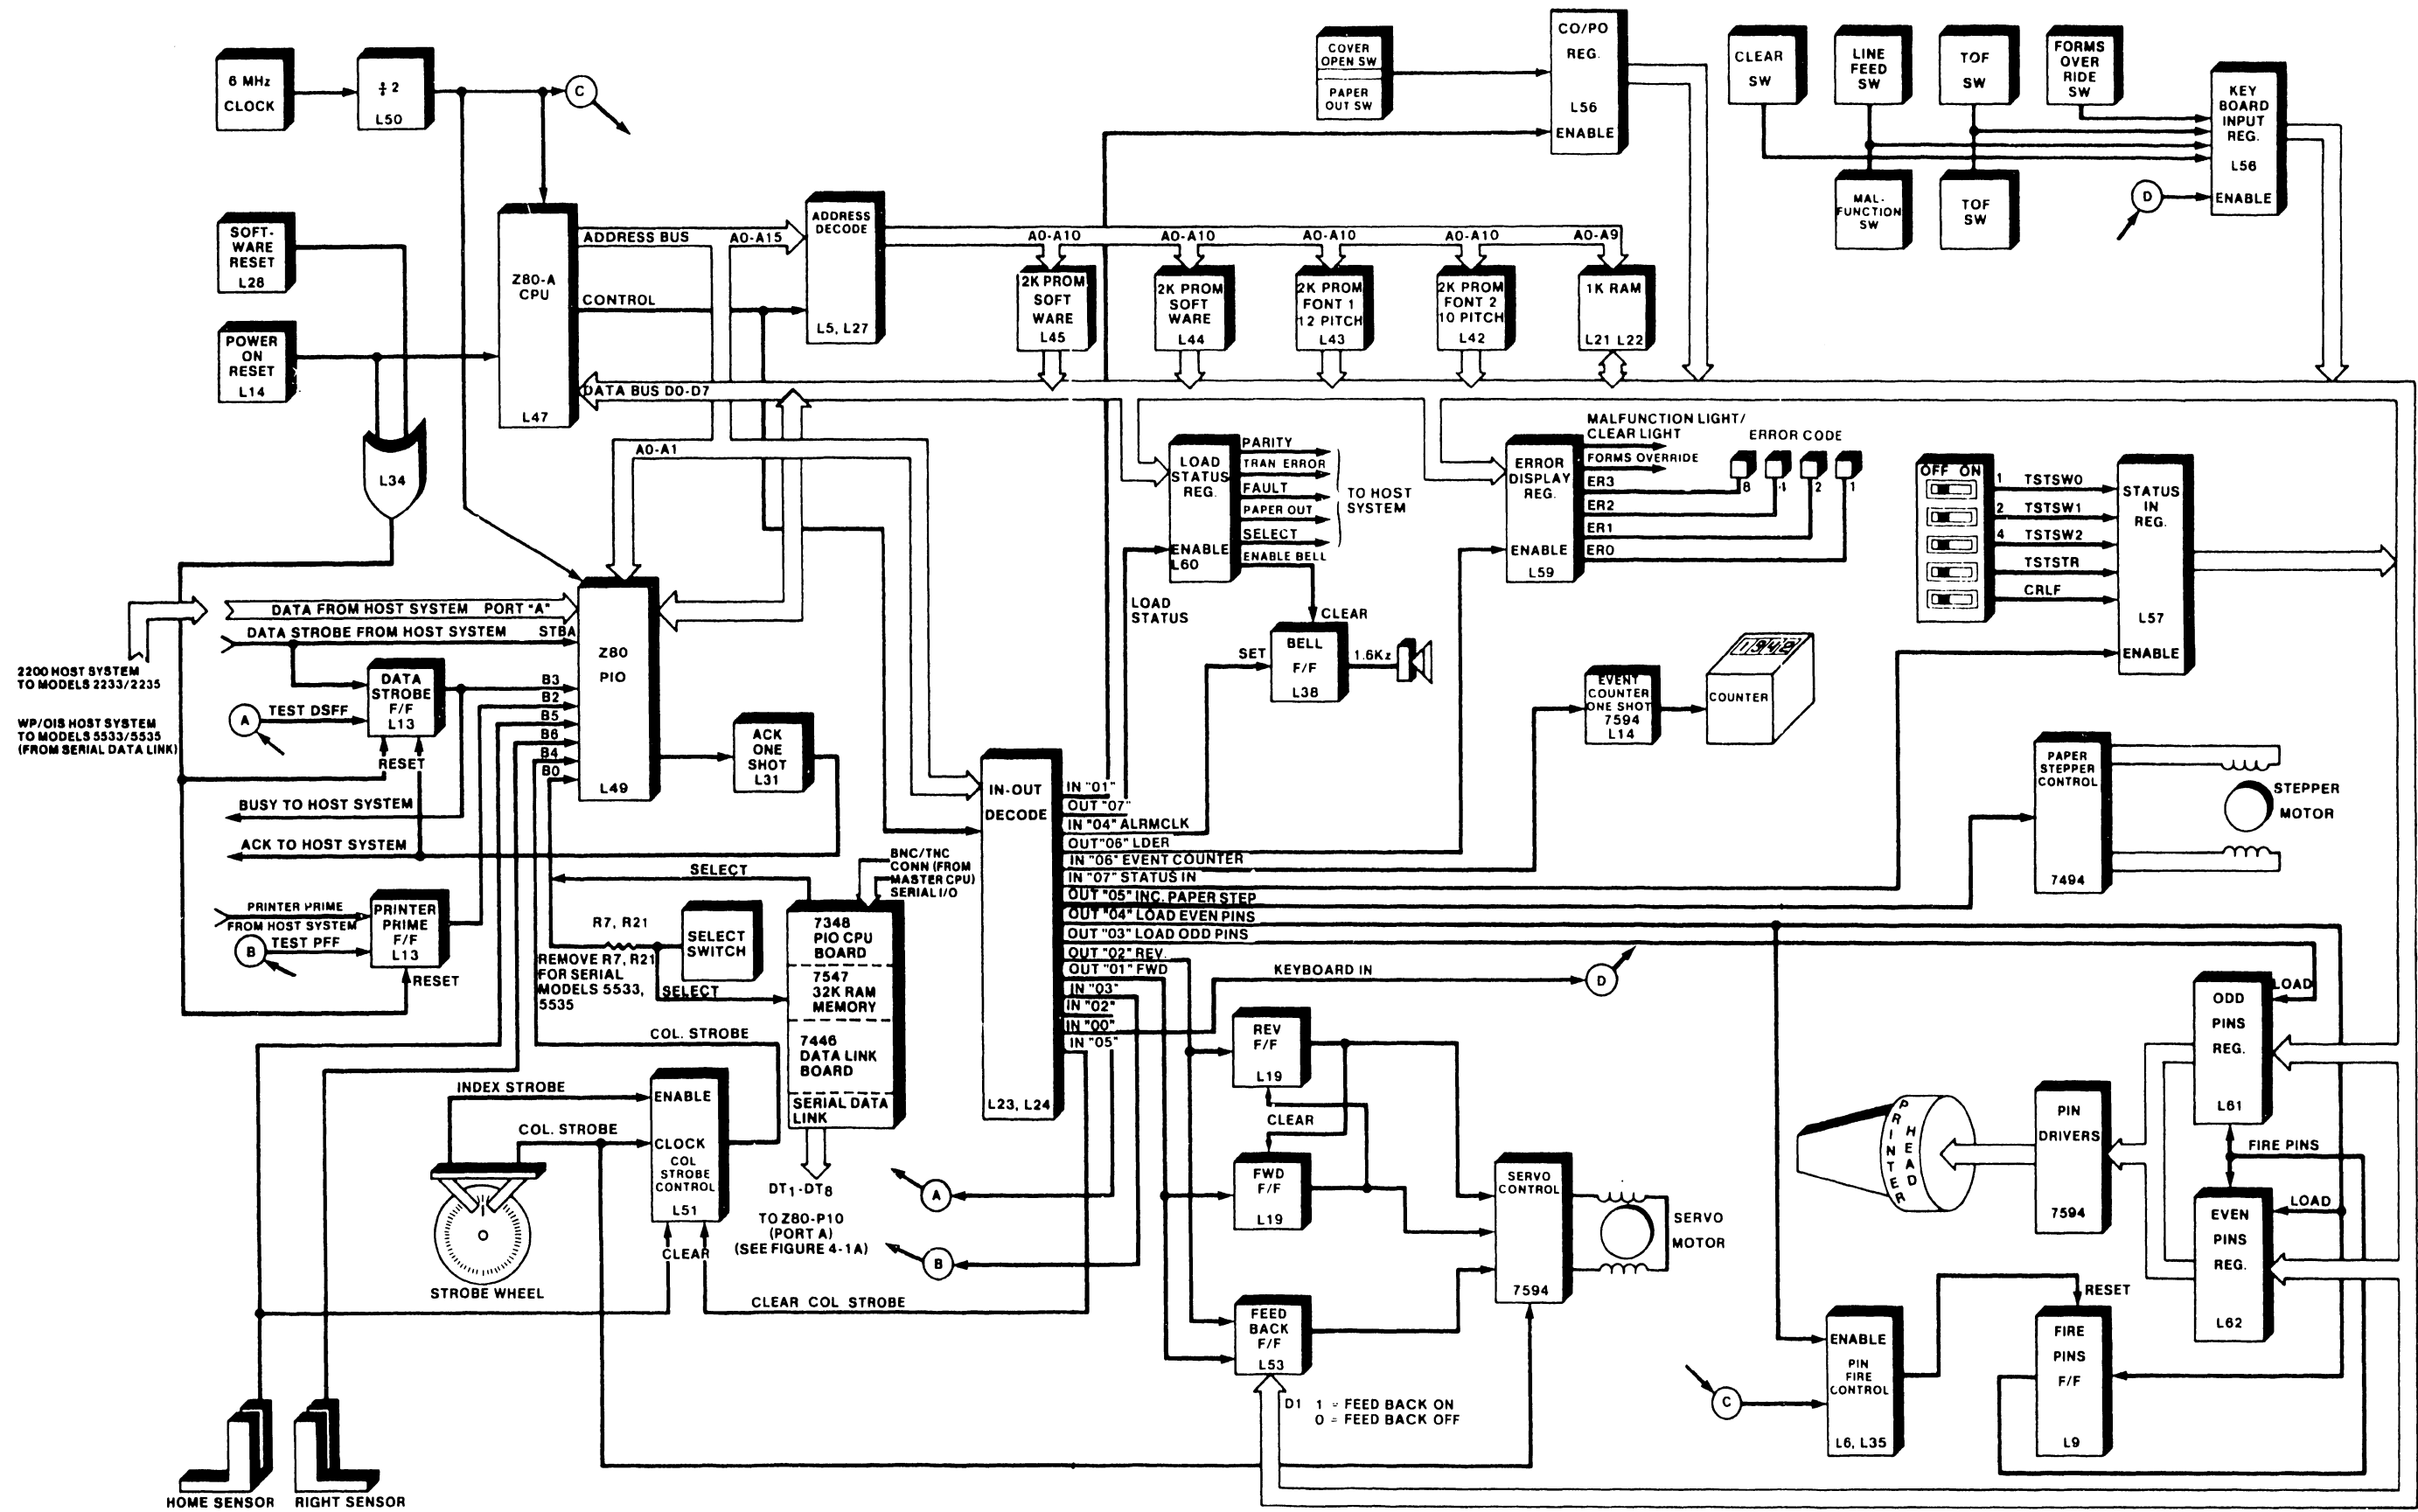 6 MHz
CLOCK
÷ 2
L50
C
COVER
OPEN SW
PAPER
OUT SW
CO/PO
REG.
L56
ENABLE
CLEAR
SW
LINE
FEED
SW
TOF
SW
FORMS
OVER
RIDE
SW
MAL-
FUNCTION
SW
TOF
SW
KEY
BOARD
INPUT
REG.
L56
ENABLE
D
SOFT-
WARE
RESET
L28
POWER
ON
RESET
L14
Z80-A
CPU
L47
ADDRESS BUS
A0-A15
CONTROL
DATA BUS D0-D7
ADDRESS
DECODE
L5, L27
A0-A10
A0-A10
A0-A10
A0-A10
A0-A9
2K PROM
SOFT
WARE
L45
2K PROM
SOFT
WARE
L44
2K PROM
FONT 1
12 PITCH
L43
2K PROM
FONT 2
10 PITCH
L42
1K RAM
L21 L22
L34
A0-A1
LOAD
STATUS
REG.
ENABLE
L60
PARITY
TRAN ERROR
FAULT
PAPER OUT
SELECT
ENABLE BELL
TO HOST
SYSTEM
LOAD
STATUS
CLEAR
SET
BELL
F/F
L38
1.6Kz
ERROR
DISPLAY
REG.
ENABLE
L59
MALFUNCTION LIGHT/
CLEAR LIGHT
FORMS OVERRIDE
ER3
ER2
ER1
ER0
ERROR CODE
8
4
2
1
OFF ON
1
2
4
TSTSW0
TSTSW1
TSTSW2
TSTSTR
CRLF
STATUS
IN
REG.
L57
ENABLE
DATA FROM HOST SYSTEM PORT "A"
DATA STROBE FROM HOST SYSTEM STBA
2200 HOST SYSTEM
TO MODELS 2233/2235
WP/OIS HOST SYSTEM
TO MODELS 5533/5535
(FROM SERIAL DATA LINK)
DATA
STROBE
F/F
L13
A
TEST DSFF
RESET
B3
B2
B5
B6
B4
B0
Z80
PIO
L49
ACK
ONE
SHOT
L31
BUSY TO HOST SYSTEM
ACK TO HOST SYSTEM
PRINTER PRIME
FROM HOST SYSTEM
B
TEST PFF
PRINTER
PRIME
F/F
L13
RESET
SELECT
R7, R21
REMOVE R7, R21
FOR SERIAL
MODELS 5533,
5535
SELECT
SWITCH
SELECT
BNC/TNC
CONN (FROM
MASTER CPU)
SERIAL I/O
7348
PIO CPU
BOARD
7547
32K RAM
MEMORY
7446
DATA LINK
BOARD
SERIAL DATA
LINK
DT1-DT8
TO Z80-P10
(PORT A)
(SEE FIGURE 4-1A)
IN-OUT
DECODE
L23, L24
IN "01"
OUT "07"
IN "04" ALRMCLK
OUT"06" LDER
IN "06" EVENT COUNTER
IN "07" STATUS IN
OUT "05" INC. PAPER STEP
OUT "04" LOAD EVEN PINS
OUT "03" LOAD ODD PINS
OUT "02" REV.
OUT "01" FWD
IN "03"
IN "02"
IN "00"
IN "05"
KEYBOARD IN
D
EVENT
COUNTER
ONE SHOT
7594
L14
1948
COUNTER
PAPER
STEPPER
CONTROL
7494
STEPPER
MOTOR
COL. STROBE
INDEX STROBE
COL. STROBE
STROBE WHEEL
ENABLE
CLOCK
COL
STROBE
CONTROL
L51
CLEAR
CLEAR COL STROBE
A
B
REV
F/F
L19
CLEAR
FWD
F/F
L19
FEED
BACK
F/F
L53
D1 1 = FEED BACK ON
0 = FEED BACK OFF
SERVO
CONTROL
7594
SERVO
MOTOR
PRINTER
HEAD
PIN
DRIVERS
7594
ODD
PINS
REG.
L61
LOAD
FIRE PINS
LOAD
EVEN
PINS
REG.
L62
C
ENABLE
PIN
FIRE
CONTROL
L6, L35
RESET
FIRE
PINS
F/F
L9
HOME SENSOR
RIGHT SENSOR